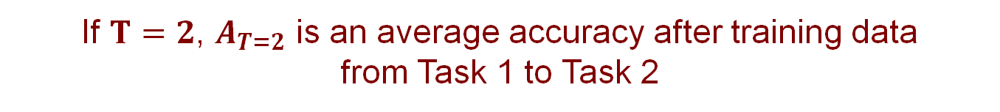 If T = 2, A_{T=2} is an average accuracy after training data
from Task 1 to Task 2